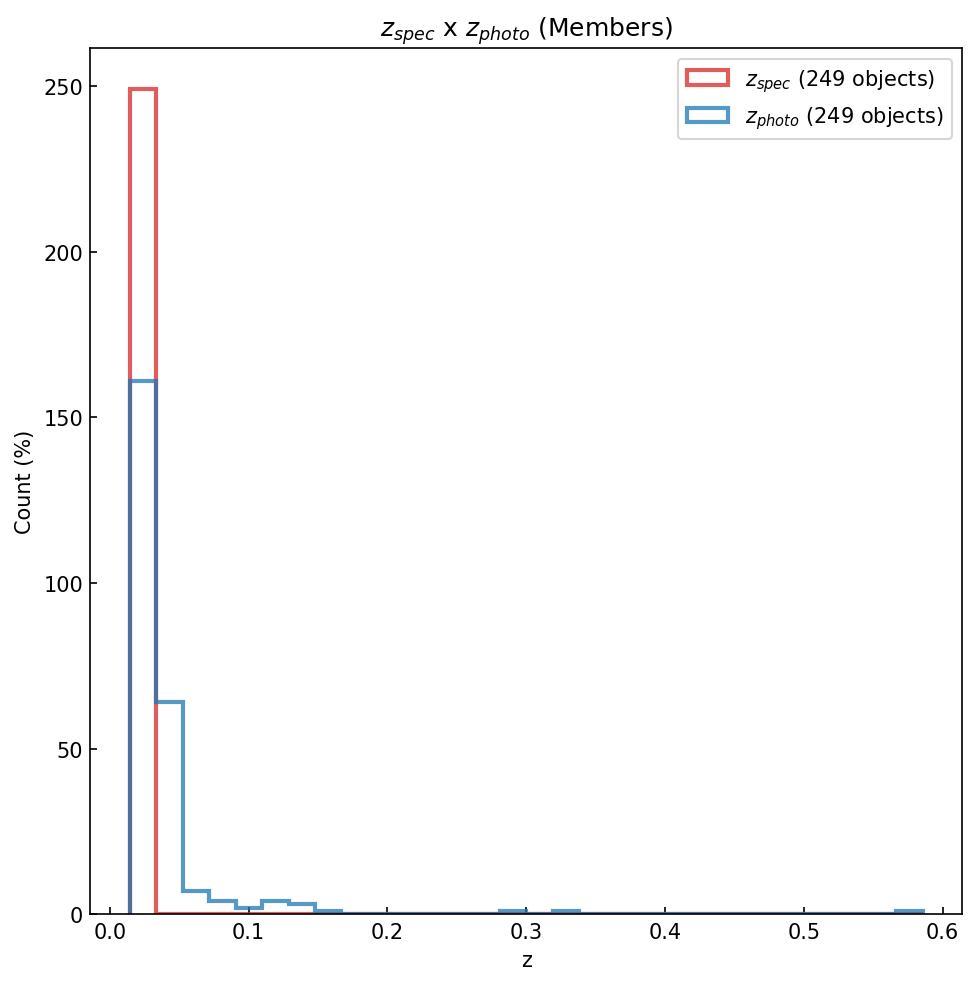 z_spec x z_photo (Members)
z_spec (249 objects)
z_photo (249 objects)
Count (%)
250
200
150
100
50
0
0.0 0.1 0.2 0.3 0.4 0.5 0.6
z